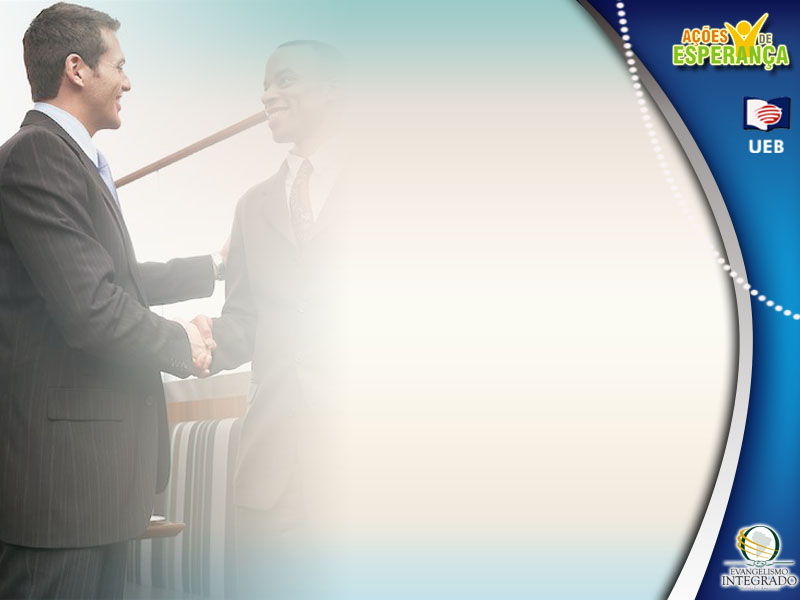 AÇÕES DE
ESPERANÇA
UEB
EVANGELISMO
INTEGRADO